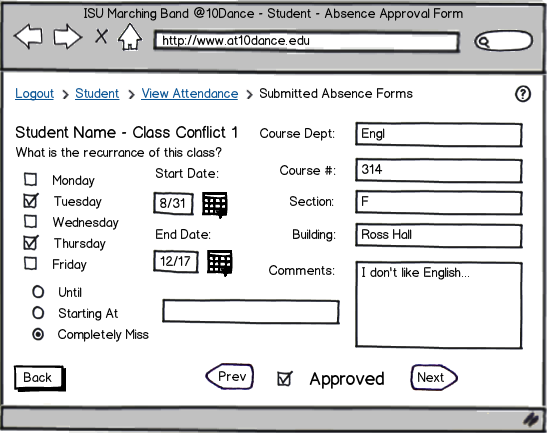 ISU Marching Band @10Dance - Student - Absence Approval Form
http://www.at10dance.edu
Logout > Student > View Attendance > Submitted Absence Forms
?
Student Name - Class Conflict 1
What is the recurrance of this class?
Monday
Tuesday
Wednesday
Thursday
Friday
Until
Starting At
Completely Miss
Start Date:
8/31
End Date:
12/17
Course Dept: Engl
Course #: 314
Section: F
Building: Ross Hall
Comments: I don't like English...
Back
Prev
Approved
Next